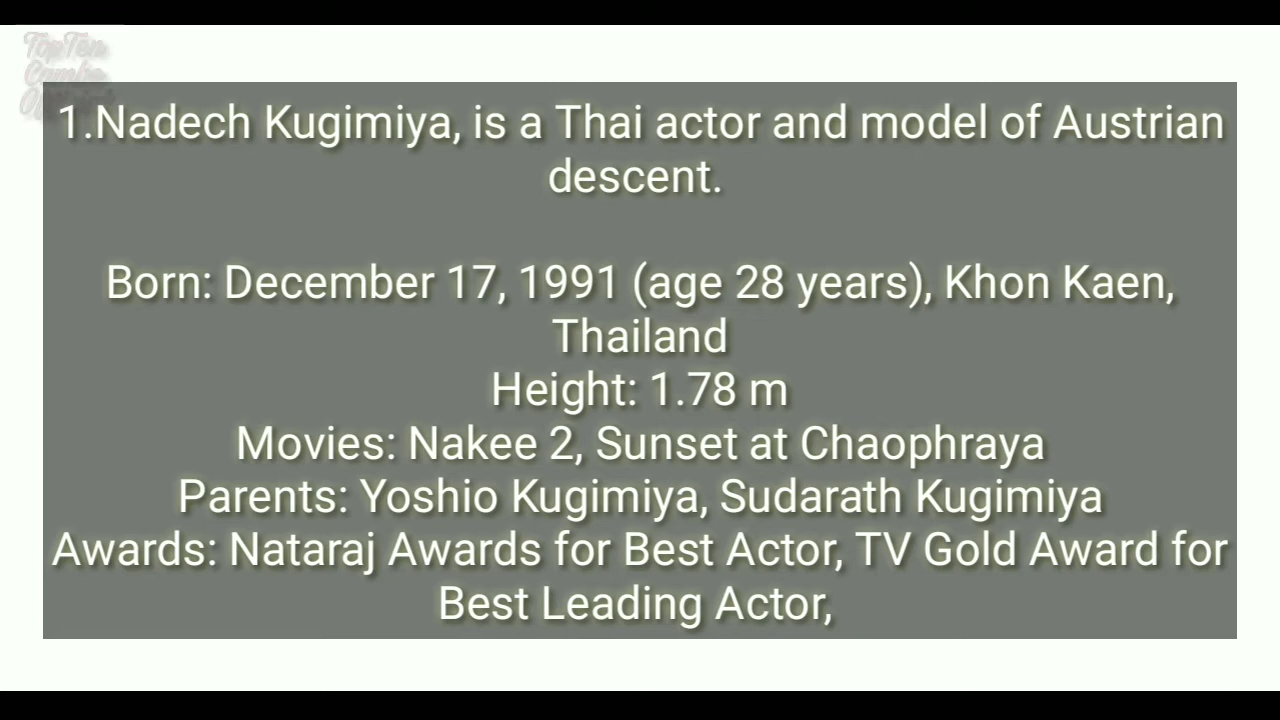 TopTen
1.Nadech Kugimiya, is a Thai actor and model of Austrian
descent.
Born: December 17, 1991 (age 28 years), Khon Kaen,
Thailand
Height: 1.78 m
Movies: Nakee 2, Sunset at Chaophraya
Parents: Yoshio Kugimiya, Sudarath Kugimiya
Awards: Nataraj Awards for Best Actor, TV Gold Award for
Best Leading Actor,